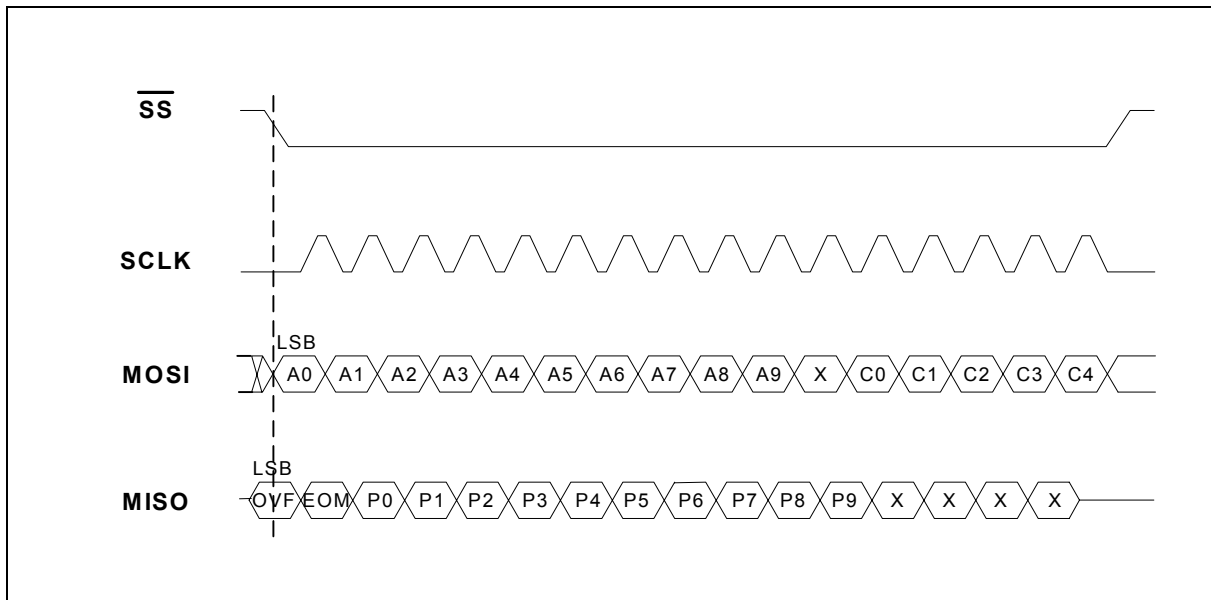 SS
SCLK
LSB
MOSI A0 A1 A2 A3 A4 A5 A6 A7 A8 A9 X C0 C1 C2 C3 C4
LSB
MISO OVF EOM P0 P1 P2 P3 P4 P5 P6 P7 P8 P9 X X X X